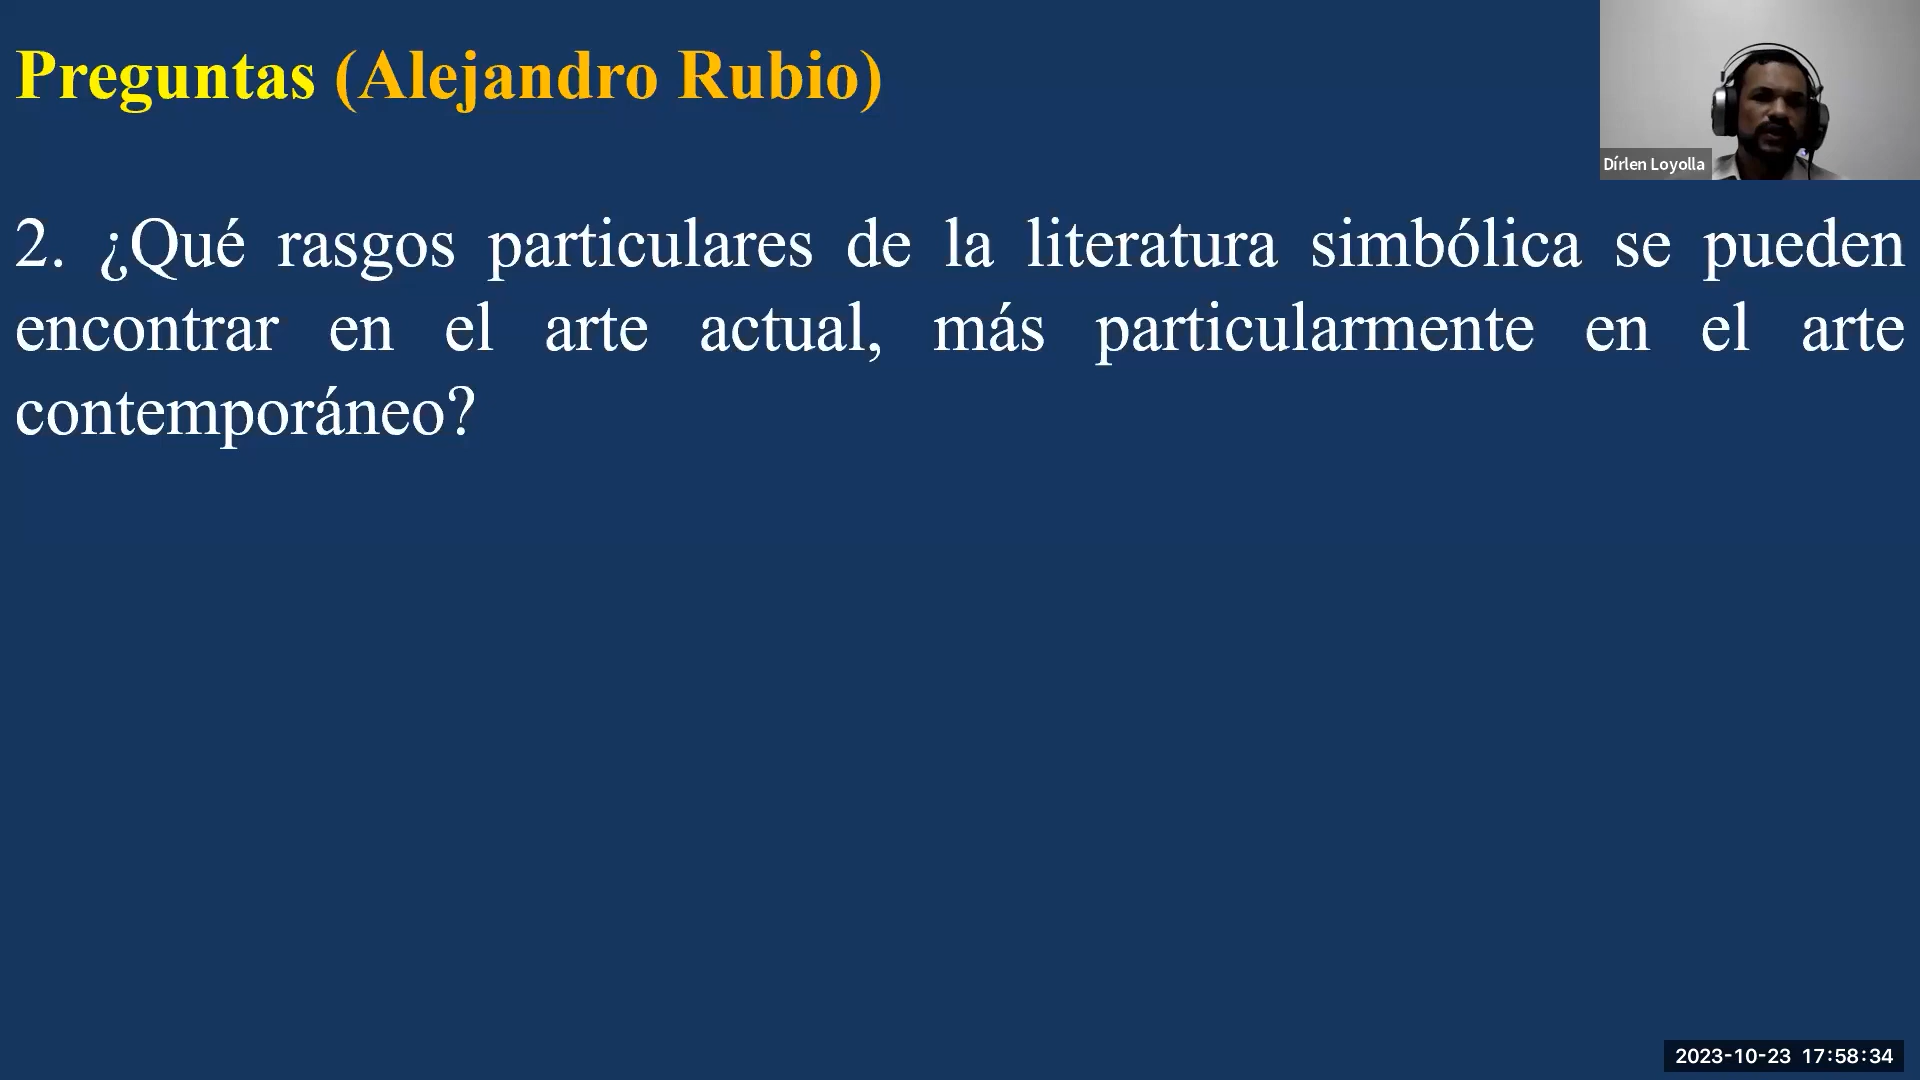 Preguntas (Alejandro Rubio)
Dírlen Loyolla
2. ¿Qué rasgos particulares de la literatura simbólica se pueden
encontrar en el arte actual, más particularmente en el arte
contemporáneo?
2023-10-23 17:58:34